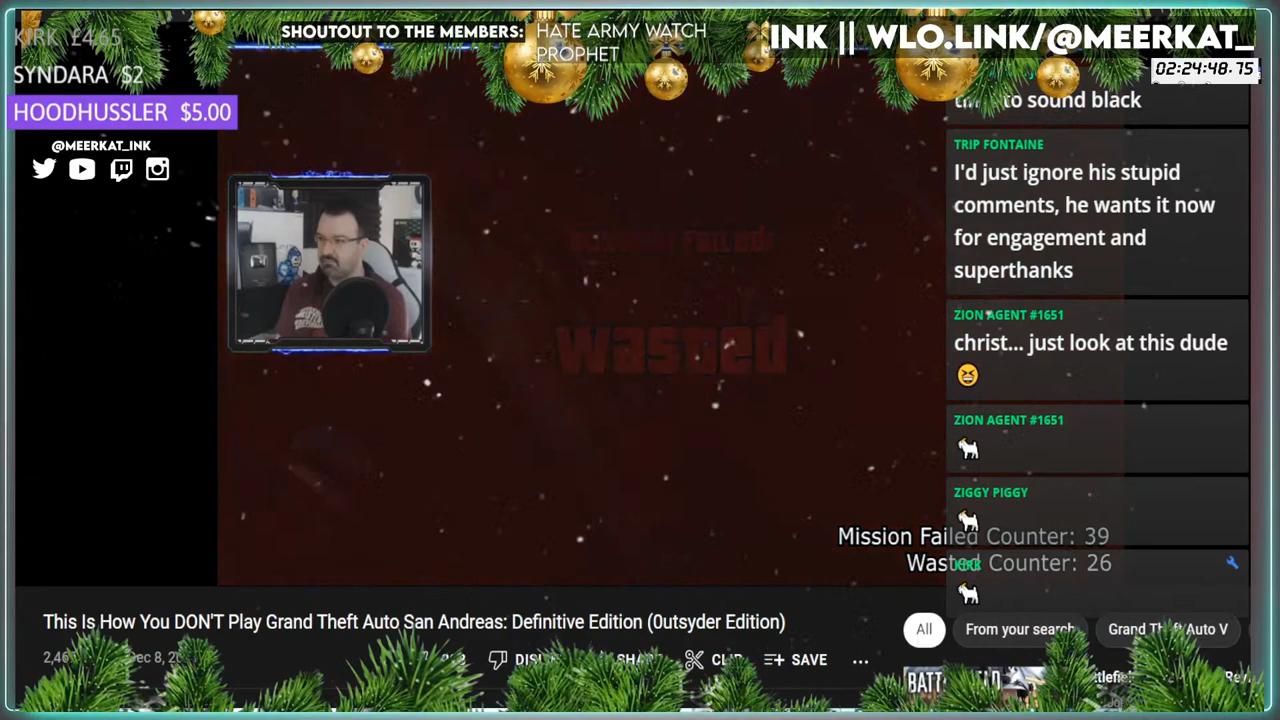 KIRK £4.65
SYNDARA $2
HOODHUSSLER $5.00
@MEERKAT_INK
SHOUTOUT TO THE MEMBERS:
HATE ARMY WATCH
PROPHET
INK || WLO.LINK/@MEERKAT_
02:24:48.75
to sound black
TRIP FONTAINE
I'd just ignore his stupid
comments, he wants it now
for engagement and
superthanks
ZION AGENT #1651
christ... just look at this dude
ZION AGENT #1651
ZIGGY PIGGY
KIRK
wasted
Mission Failed Counter: 39
Wasted Counter: 26
This Is How You DON'T Play Grand Theft Auto San Andreas: Definitive Edition (0utsyder Edition)
All
From your search
Grand Theft Auto V
SAVE